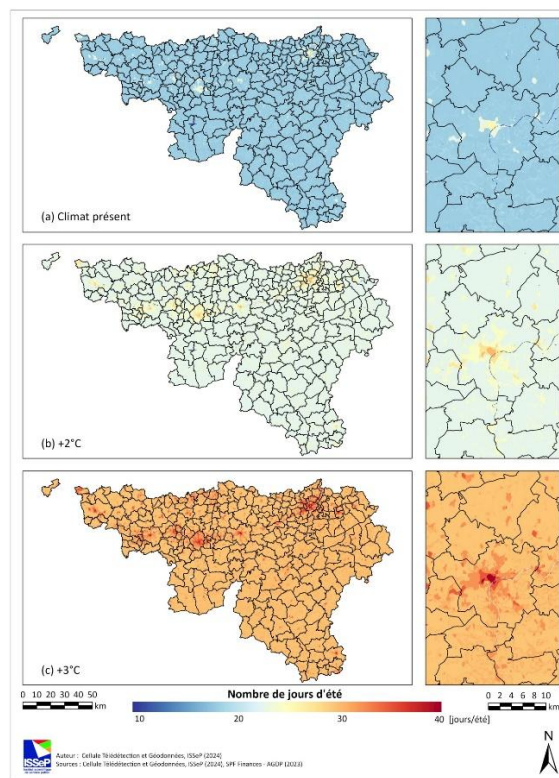 (a) Climat présent
(b) +2°C
(c) +3°C
Nombre de jours d'été
0 10 20 30 40 50
km
10 20 30 40 [jours/été]
0 2 4 6 8 10
km
N
ISSeP
Auteur : Cellule Télédétection et Géodonnées, ISSeP (2024)
Sources : Cellule Télédétection et Géodonnées, ISSeP (2024), SPF Finances - AGDP (2023)